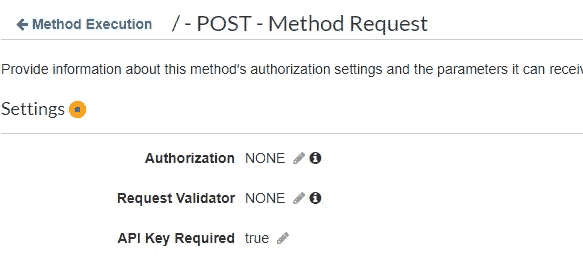 Method Execution / - POST - Method Request
Provide information about this method's authorization settings and the parameters it can receiv
Settings
Authorization NONE
Request Validator NONE
API Key Required true